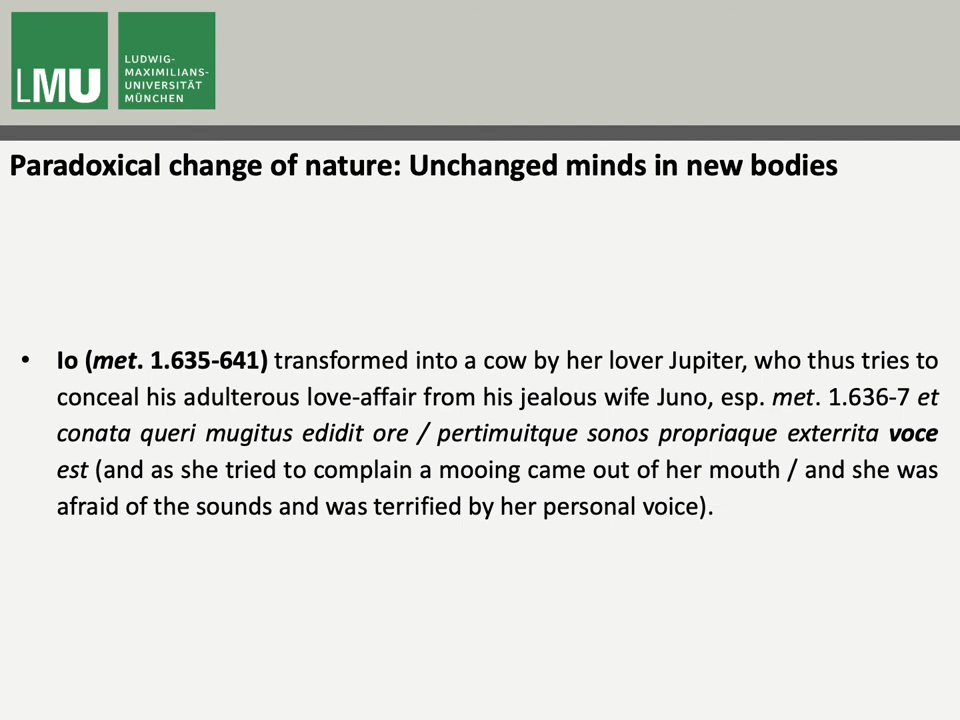 LMU
LUDWIG-
MAXIMILIANS-
UNIVERSITÄT
MÜNCHEN
Paradoxical change of nature: Unchanged minds in new bodies
• Io (met. 1.635-641) transformed into a cow by her lover Jupiter, who thus tries to
conceal his adulterous love-affair from his jealous wife Juno, esp. met. 1.636-7 et
conata queri mugitus edidit ore / pertimuitque sonos propriaque exterrita voce
est (and as she tried to complain a mooing came out of her mouth / and she was
afraid of the sounds and was terrified by her personal voice).